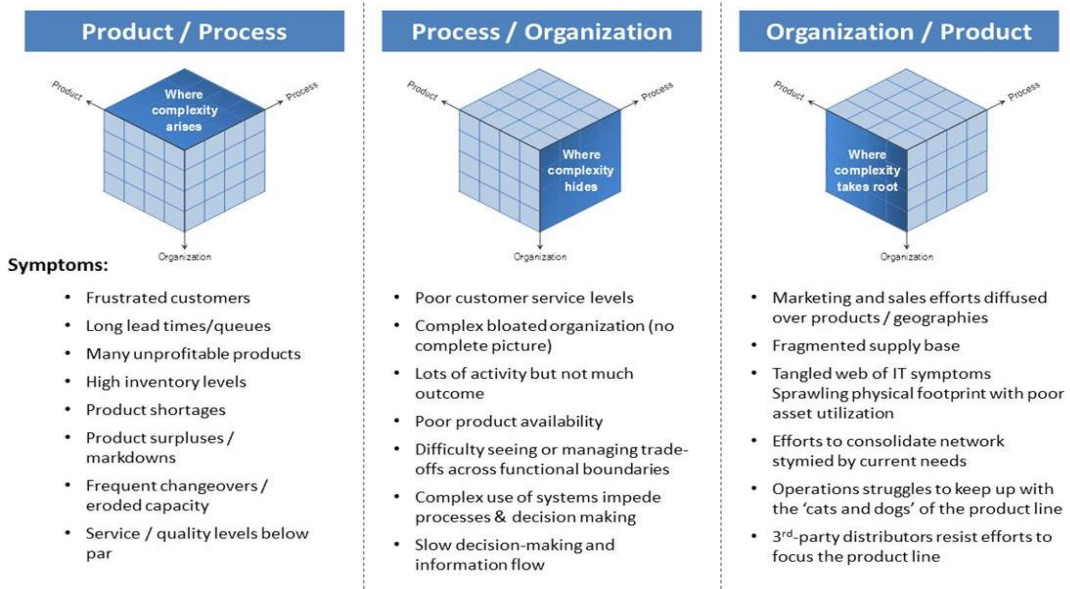 Product / Process
Product
Process
Where
complexity
arises
Organization
Symptoms:
• Frustrated customers
• Long lead times/queues
• Many unprofitable products
• High inventory levels
• Product shortages
• Product surpluses /
markdowns
• Frequent changeovers /
eroded capacity
• Service / quality levels below
par
Process / Organization
Product
Process
Where
complexity
hides
Organization
• Poor customer service levels
• Complex bloated organization (no
complete picture)
• Lots of activity but not much
outcome
• Poor product availability
• Difficulty seeing or managing trade-
offs across functional boundaries
• Complex use of systems impede
processes & decision making
• Slow decision-making and
information flow
Organization / Product
Product
Process
Where
complexity
takes root
Organization
• Marketing and sales efforts diffused
over products / geographies
• Fragmented supply base
• Tangled web of IT symptoms
Sprawling physical footprint with poor
asset utilization
• Efforts to consolidate network
stymied by current needs
• Operations struggles to keep up with
the ‘cats and dogs’ of the product line
• 3rd-party distributors resist efforts to
focus the product line